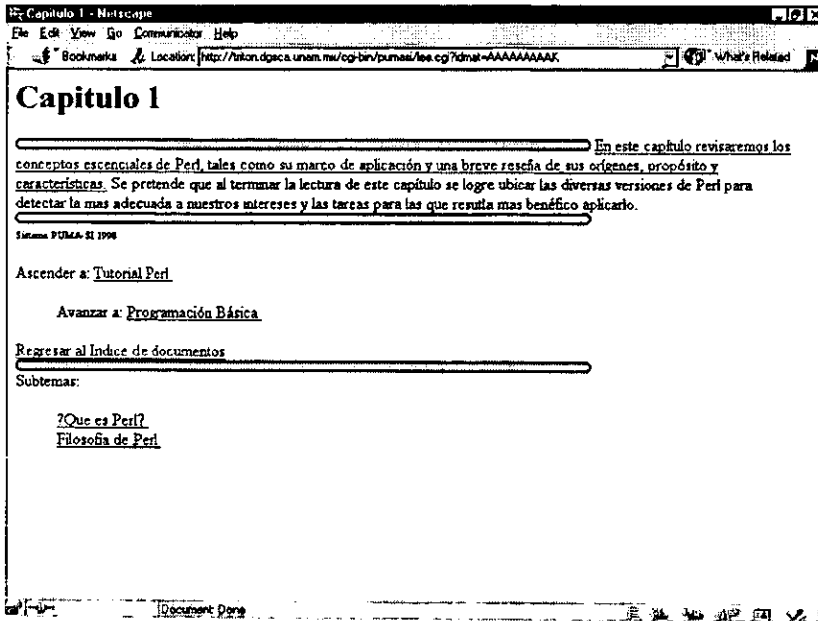 Capitulo 1 - Netscape
File Edit View Go Communicator Help
Bookmarks Location: http://triton.dgsca.unam.mx/cgi-bin/pumasi/lee.cgi?idmat=AAAAAAAAAK What's Related N
Capitulo 1
En este capítulo revisaremos los
conceptos escenciales de Perl, tales como su marco de aplicación y una breve reseña de sus orígenes, propósito y
características. Se pretende que al terminar la lectura de este capítulo se logre ubicar las diversas versiones de Perl para
detectar la mas adecuada a nuestros intereses y las tareas para las que resutla mas benéfico aplicarlo.
Sistema PUMA-SI 1998
Ascender a: Tutorial Perl
Avanzar a: Programación Básica
Regresar al Indice de documentos
Subtemas:
?Que es Perl?
Filosofia de Perl
Document: Done